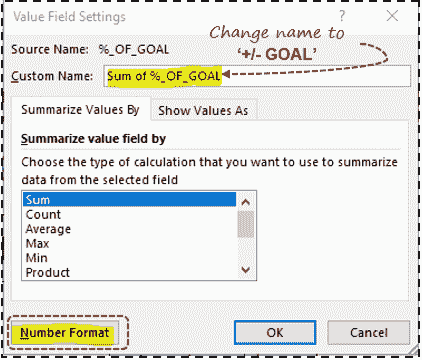 Value Field Settings ? ×
Change name to
Source Name: %_OF_GOAL
'+/- GOAL'
Custom Name: Sum of %_OF_GOAL
Summarize Values By Show Values As
Summarize value field by
Choose the type of calculation that you want to use to summarize
data from the selected field
Sum
Count
Average
Max
Min
Product
Number Format OK Cancel